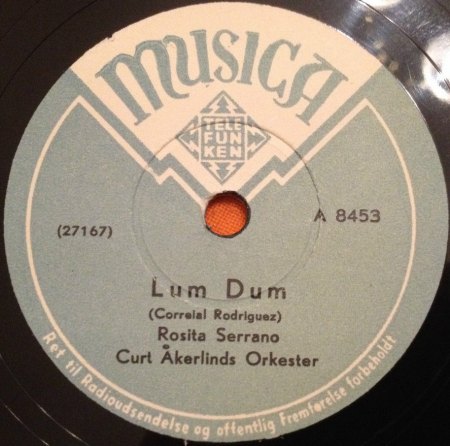 MUSICA
TELE
FUN
KEN
(27167)
A 8453
Lum Dum
(Correial Rodriguez)
Rosita Serrano
Curt Åkerlinds Orkester
Ret til Radioudsendelse og offentlig Fremførelse forbeholdt